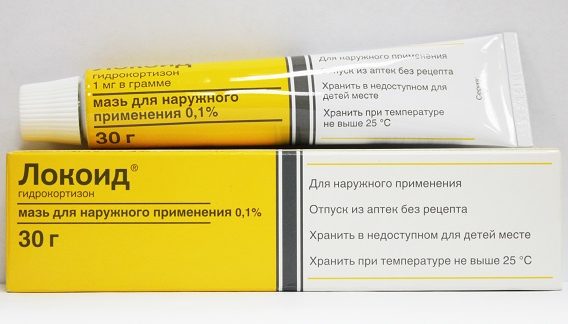 Локоид
гидрокортизон
1 мг в грамме
мазь для наружного
применения 0,1%
30 г
Для наружного применения
Отпуск из аптек без рецепта
Хранить в недоступном для
детей месте
Хранить при температуре
не выше 25 °C
Серия
Локоид®
гидрокортизон
мазь для наружного применения 0,1%
30 г
Для наружного применения
Отпуск из аптек без рецепта
Хранить в недоступном для детей месте
Хранить при температуре не выше 25 °C